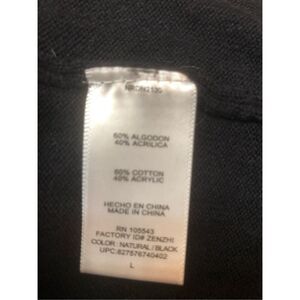 60% ALGODON
40% ACRILICA
60% COTTON
40% ACRYLIC
HECHO EN CHINA
MADE IN CHINA
RN 105543
FACTORY ID# ZENZHI
COLOR : NATURAL / BLACK
UPC:827576740402
L